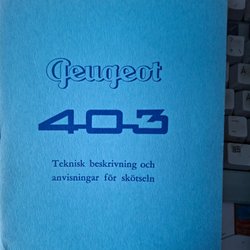 Peugeot
403
Teknisk beskrivning och
anvisningar för skötseln